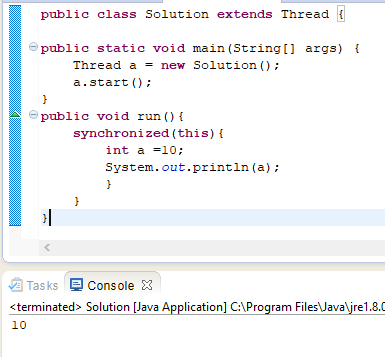 public class Solution extends Thread {
public static void main(String[] args) {
Thread a = new Solution();
a.start();
}
public void run(){
synchronized(this){
int a =10;
System.out.println(a);
}
}
}
Tasks Console
<terminated> Solution [Java Application] C:\Program Files\Java\jre1.8.0
10